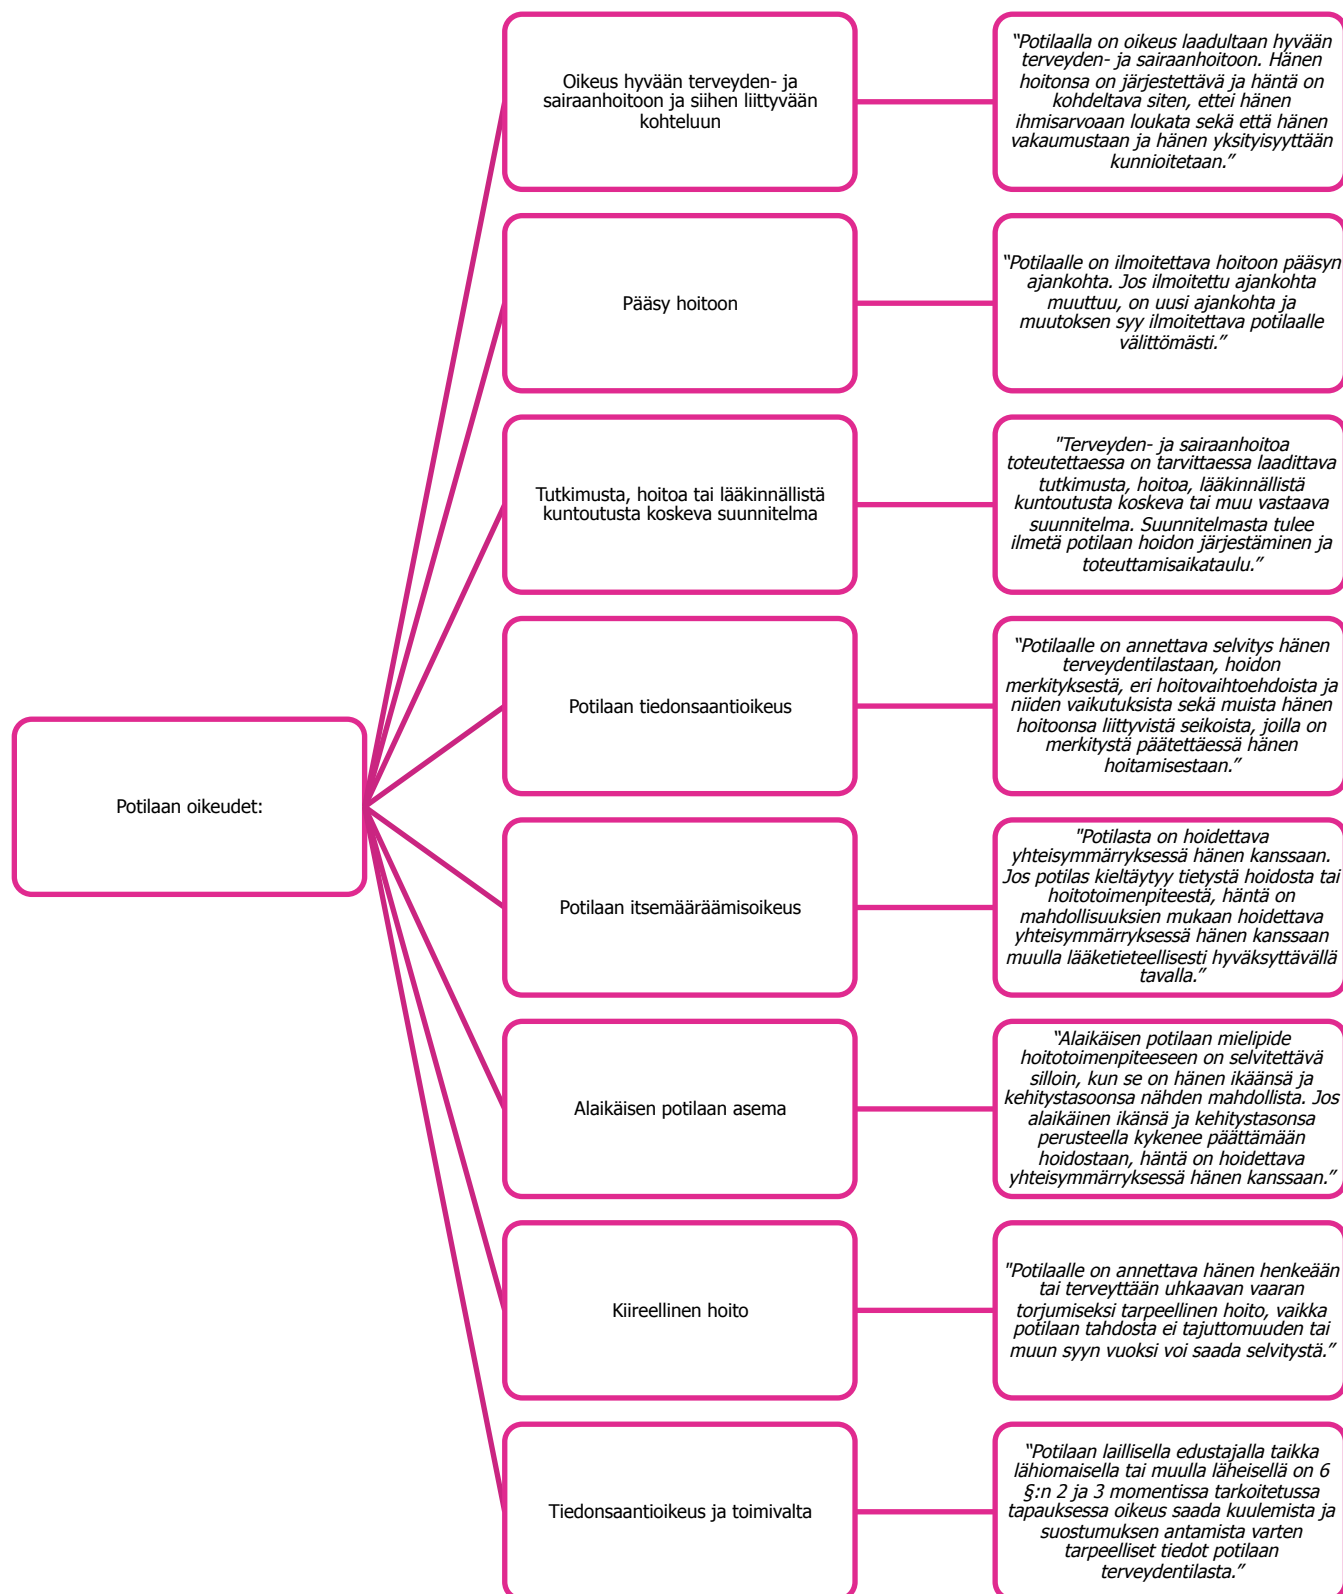 Potilaan oikeudet:
Oikeus hyvään terveyden- ja
sairaanhoitoon ja siihen liittyvään
kohteluun
“Potilaalla on oikeus laadultaan hyvään
terveyden- ja sairaanhoitoon. Hänen
hoitonsa on järjestettävä ja häntä on
kohdeltava siten, ettei hänen
ihmisarvoaan loukata sekä että hänen
vakaumustaan ja hänen yksityisyyttään
kunnioitetaan.”
Pääsy hoitoon
“Potilaalle on ilmoitettava hoitoon pääsyn
ajankohta. Jos ilmoitettu ajankohta
muuttuu, on uusi ajankohta ja
muutoksen syy ilmoitettava potilaalle
välittömästi.”
Tutkimusta, hoitoa tai lääkinnällistä
kuntoutusta koskeva suunnitelma
"Terveyden- ja sairaanhoitoa
toteutettaessa on tarvittaessa laadittava
tutkimusta, hoitoa, lääkinnällistä
kuntoutusta koskeva tai muu vastaava
suunnitelma. Suunnitelmasta tulee
ilmetä potilaan hoidon järjestäminen ja
toteuttamisaikataulu.”
Potilaan tiedonsaantioikeus
“Potilaalle on annettava selvitys hänen
terveydentilastaan, hoidon
merkityksestä, eri hoitovaihtoehdoista ja
niiden vaikutuksista sekä muista hänen
hoitoonsa liittyvistä seikoista, joilla on
merkitystä päätettäessä hänen
hoitamisestaan.”
Potilaan itsemääräämisoikeus
"Potilasta on hoidettava
yhteisymmärryksessä hänen kanssaan.
Jos potilas kieltäytyy tietystä hoidosta tai
hoitotoimenpiteestä, häntä on
mahdollisuuksien mukaan hoidettava
yhteisymmärryksessä hänen kanssaan
muulla lääketieteellisesti hyväksyttävällä
tavalla.”
Alaikäisen potilaan asema
“Alaikäisen potilaan mielipide
hoitotoimenpiteeseen on selvitettävä
silloin, kun se on hänen ikäänsä ja
kehitystasoonsa nähden mahdollista. Jos
alaikäinen ikänsä ja kehitystasonsa
perusteella kykenee päättämään
hoidostaan, häntä on hoidettava
yhteisymmärryksessä hänen kanssaan.”
Kiireellinen hoito
"Potilaalle on annettava hänen henkeään
tai terveyttään uhkaavan vaaran
torjumiseksi tarpeellinen hoito, vaikka
potilaan tahdosta ei tajuttomuuden tai
muun syyn vuoksi voi saada selvitystä.”
Tiedonsaantioikeus ja toimivalta
“Potilaan laillisella edustajalla taikka
lähiomaisella tai muulla läheisellä on 6
§:n 2 ja 3 momentissa tarkoitetussa
tapauksessa oikeus saada kuulemista ja
suostumuksen antamista varten
tarpeelliset tiedot potilaan
terveydentilasta.”